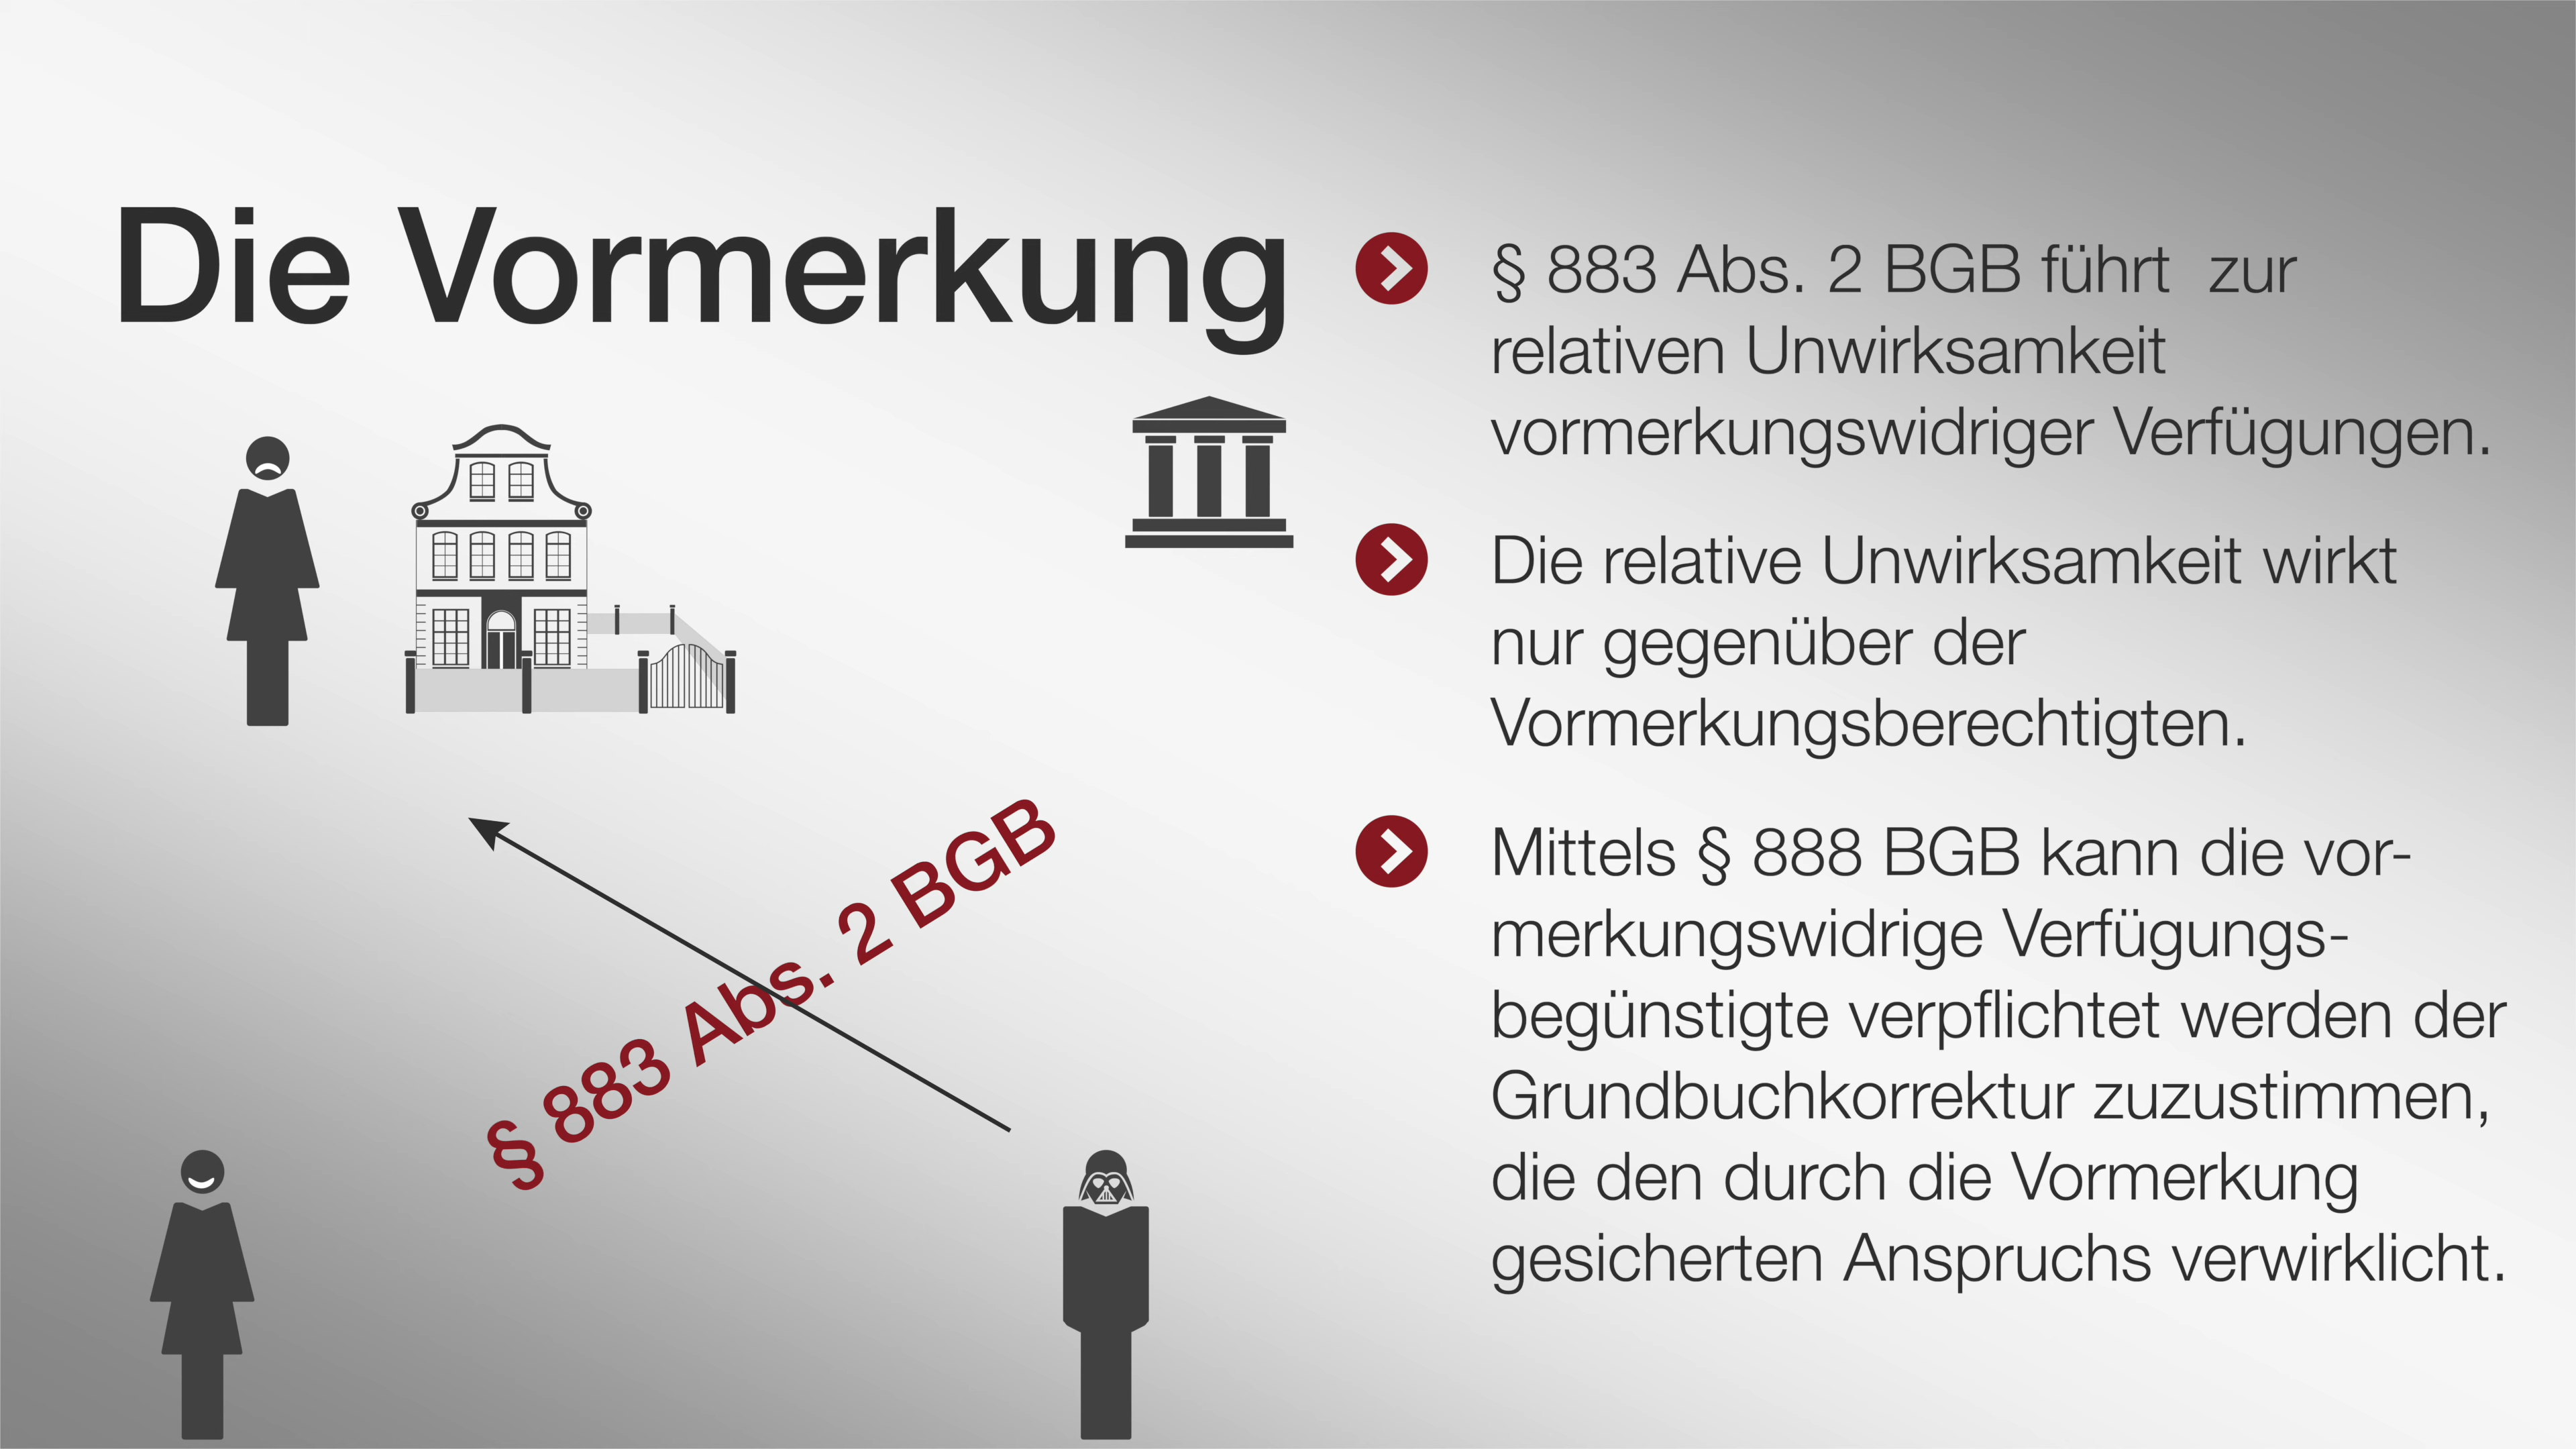 Die Vormerkung
§ 883 Abs. 2 BGB
§ 883 Abs. 2 BGB führt zur
relativen Unwirksamkeit
vormerkungswidriger Verfügungen.
Die relative Unwirksamkeit wirkt
nur gegenüber der
Vormerkungsberechtigten.
Mittels § 888 BGB kann die vor-
merkungswidrige Verfügungs-
begünstigte verpflichtet werden der
Grundbuchkorrektur zuzustimmen,
die den durch die Vormerkung
gesicherten Anspruchs verwirklicht.